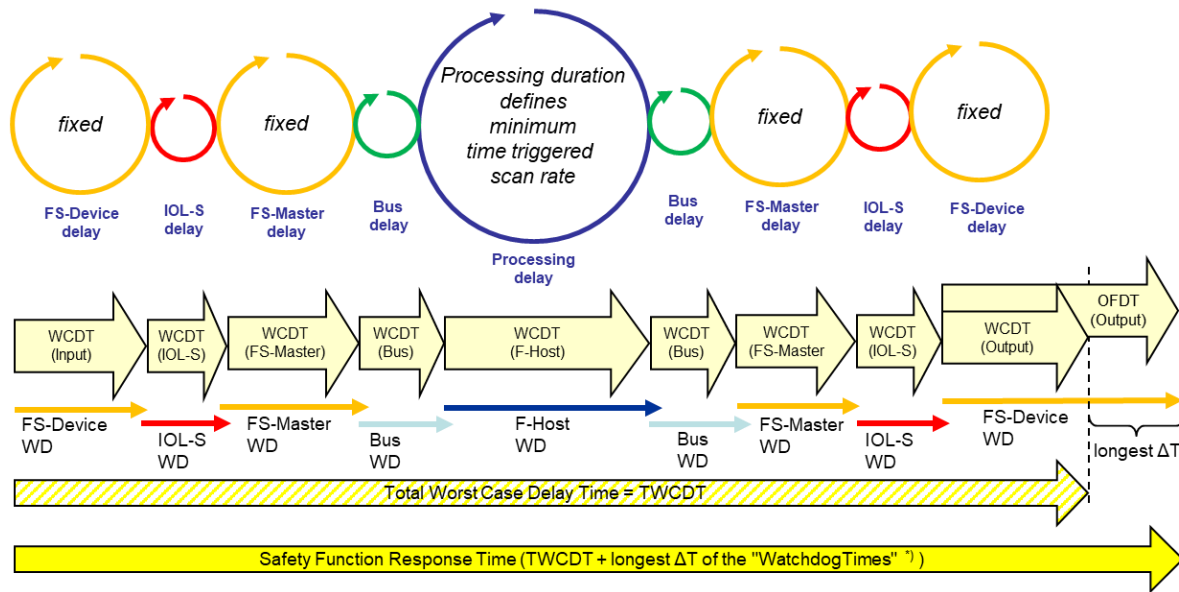 fixed
fixed
Processing duration
defines
minimum
time triggered
scan rate
fixed
fixed
FS-Device
delay
IOL-S
delay
FS-Master
delay
Bus
delay
Processing
delay
Bus
delay
FS-Master
delay
IOL-S
delay
FS-Device
delay
WCDT
(Input)
WCDT
(IOL-S)
WCDT
(FS-Master)
WCDT
(Bus)
WCDT
(F-Host)
WCDT
(Bus)
WCDT
(FS-Master
WCDT
(IOL-S)
WCDT
(Output)
OFDT
(Output)
FS-Device
WD
IOL-S
WD
FS-Master
WD
Bus
WD
F-Host
WD
Bus
WD
FS-Master
WD
IOL-S
WD
FS-Device
WD
longest ΔT
Total Worst Case Delay Time = TWCDT
Safety Function Response Time (TWCDT + longest ΔT of the "WatchdogTimes" *) )